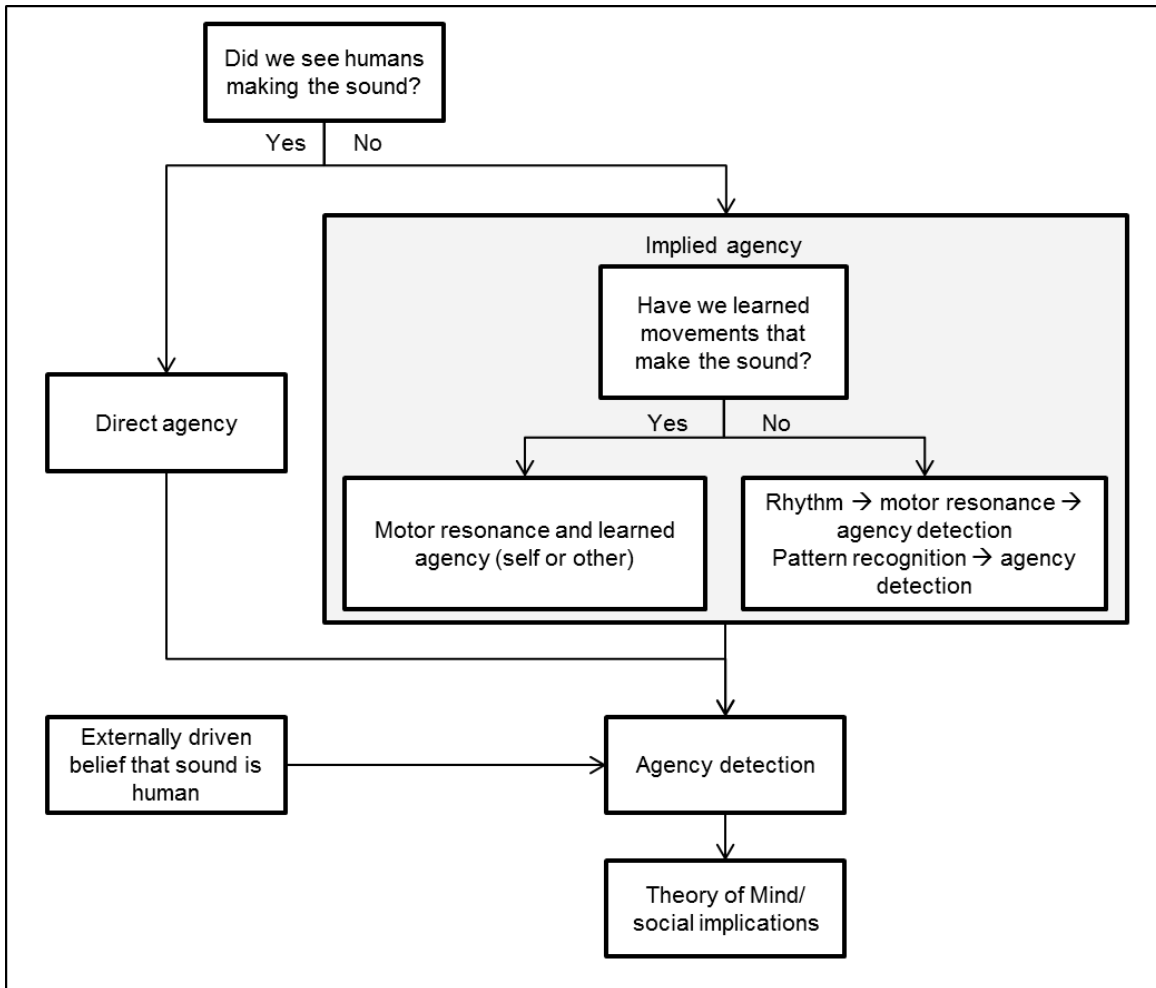 Did we see humans
making the sound?
Yes
No
Implied agency
Have we learned
movements that
make the sound?
Direct agency
Yes
No
Motor resonance and learned
agency (self or other)
Rhythm → motor resonance →
agency detection
Pattern recognition → agency
detection
Externally driven
belief that sound is
human
Agency detection
Theory of Mind/
social implications